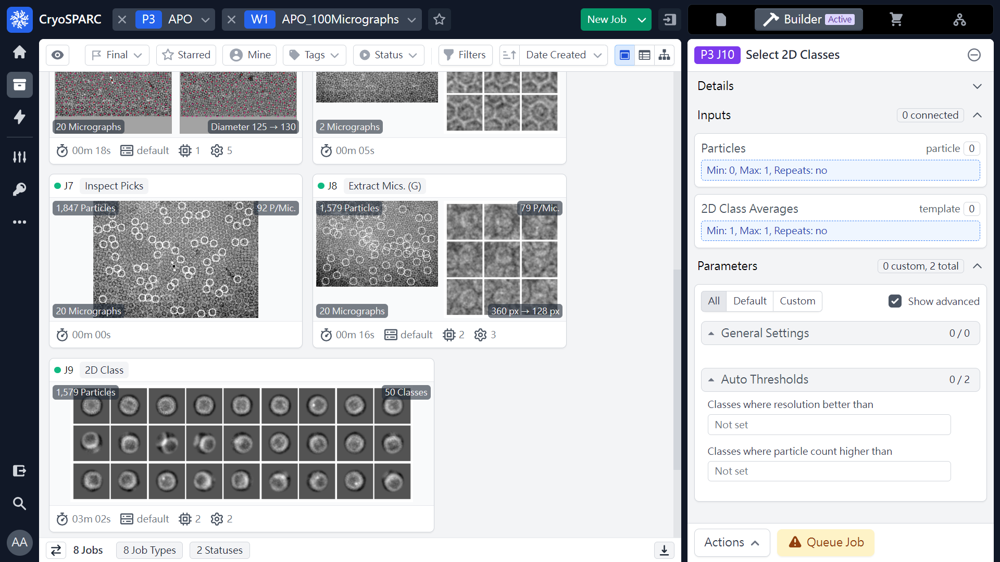 CryoSPARC
P3 APO
W1 APO_100Micrographs
New Job
Builder Active
Final
Starred
Mine
Tags
Status
Filters
Date Created
20 Micrographs
Diameter 125 → 130
00m 18s default 1 5
2 Micrographs
00m 05s
J7 Inspect Picks
1,847 Particles
92 P/Mic.
20 Micrographs
00m 00s
J8 Extract Mics. (G)
1,579 Particles
79 P/Mic.
20 Micrographs
360 px → 128 px
00m 16s default 2 3
J9 2D Class
1,579 Particles
50 Classes
03m 02s default 2 2
8 Jobs
8 Job Types
2 Statuses
AA
P3 J10 Select 2D Classes
Details
Inputs
0 connected
Particles
particle 0
Min: 0, Max: 1, Repeats: no
2D Class Averages
template 0
Min: 1, Max: 1, Repeats: no
Parameters
0 custom, 2 total
All Default Custom
Show advanced
General Settings
0 / 0
Auto Thresholds
0 / 2
Classes where resolution better than
Not set
Classes where particle count higher than
Not set
Actions
Queue Job